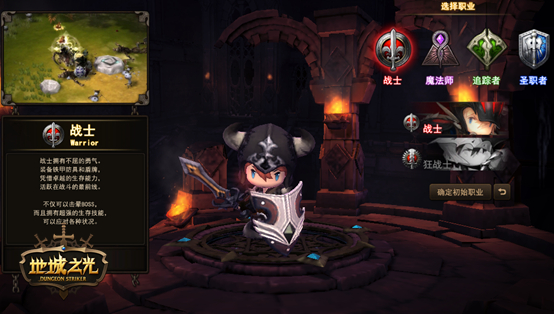 选择职业
战士
魔法师
追踪者
圣职者
战士
狂战士
确定初始职业
战士
Warrior
战士拥有不屈的勇气。
装备铁甲防具和盾牌,
凭借卓越的生存能力,
活跃在战斗的最前线。
不仅可以击晕BOSS,
而且拥有超强的生存技能,
可以应对各种状况。
地城之光
DUNGEON STRIKER